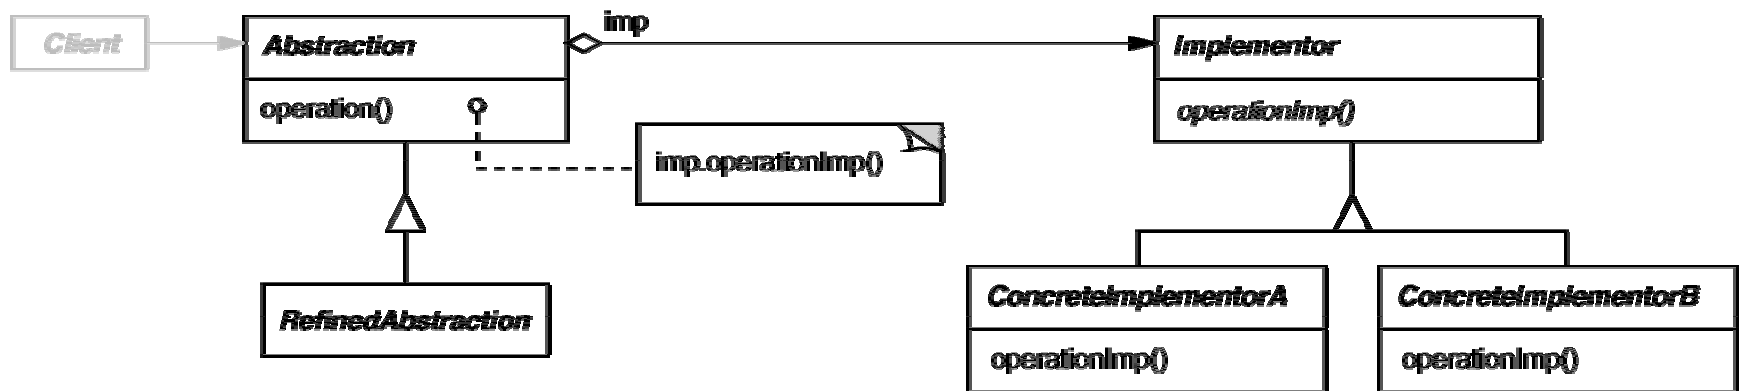 Client
Abstraction
operation()
imp
imp.operationImp()
Implementor
operationImp()
RefinedAbstraction
ConcreteImplementorA
operationImp()
ConcreteImplementorB
operationImp()